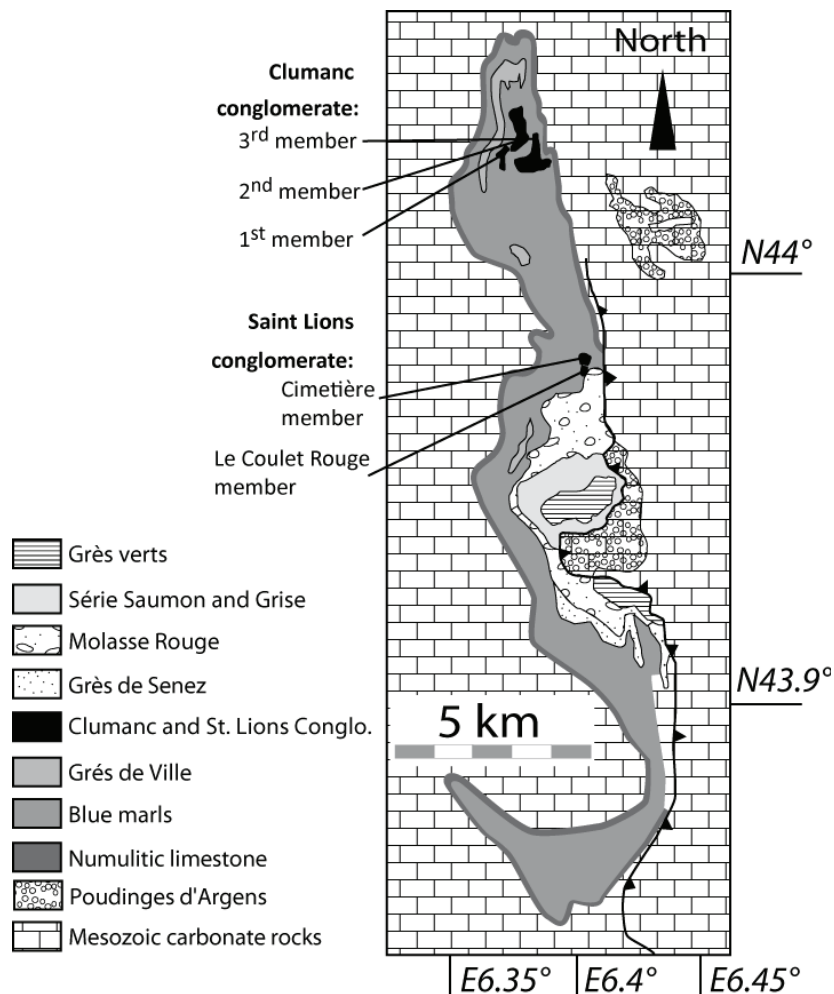 North
Clumanc
conglomerate:
3rd member
2nd member
1st member
N44°
Saint Lions
conglomerate:
Cimetière
member
Le Coulet Rouge
member
Grès verts
Série Saumon and Grise
Molasse Rouge
Grès de Senez
N43.9°
5 km
Clumanc and St. Lions Conglo.
Grés de Ville
Blue marls
Numulitic limestone
Poudinges d'Argens
Mesozoic carbonate rocks
E6.35°
E6.4°
E6.45°